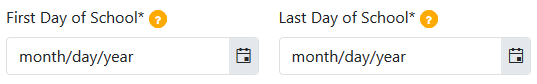 First Day of School* ? Last Day of School* ?
month/day/year month/day/year